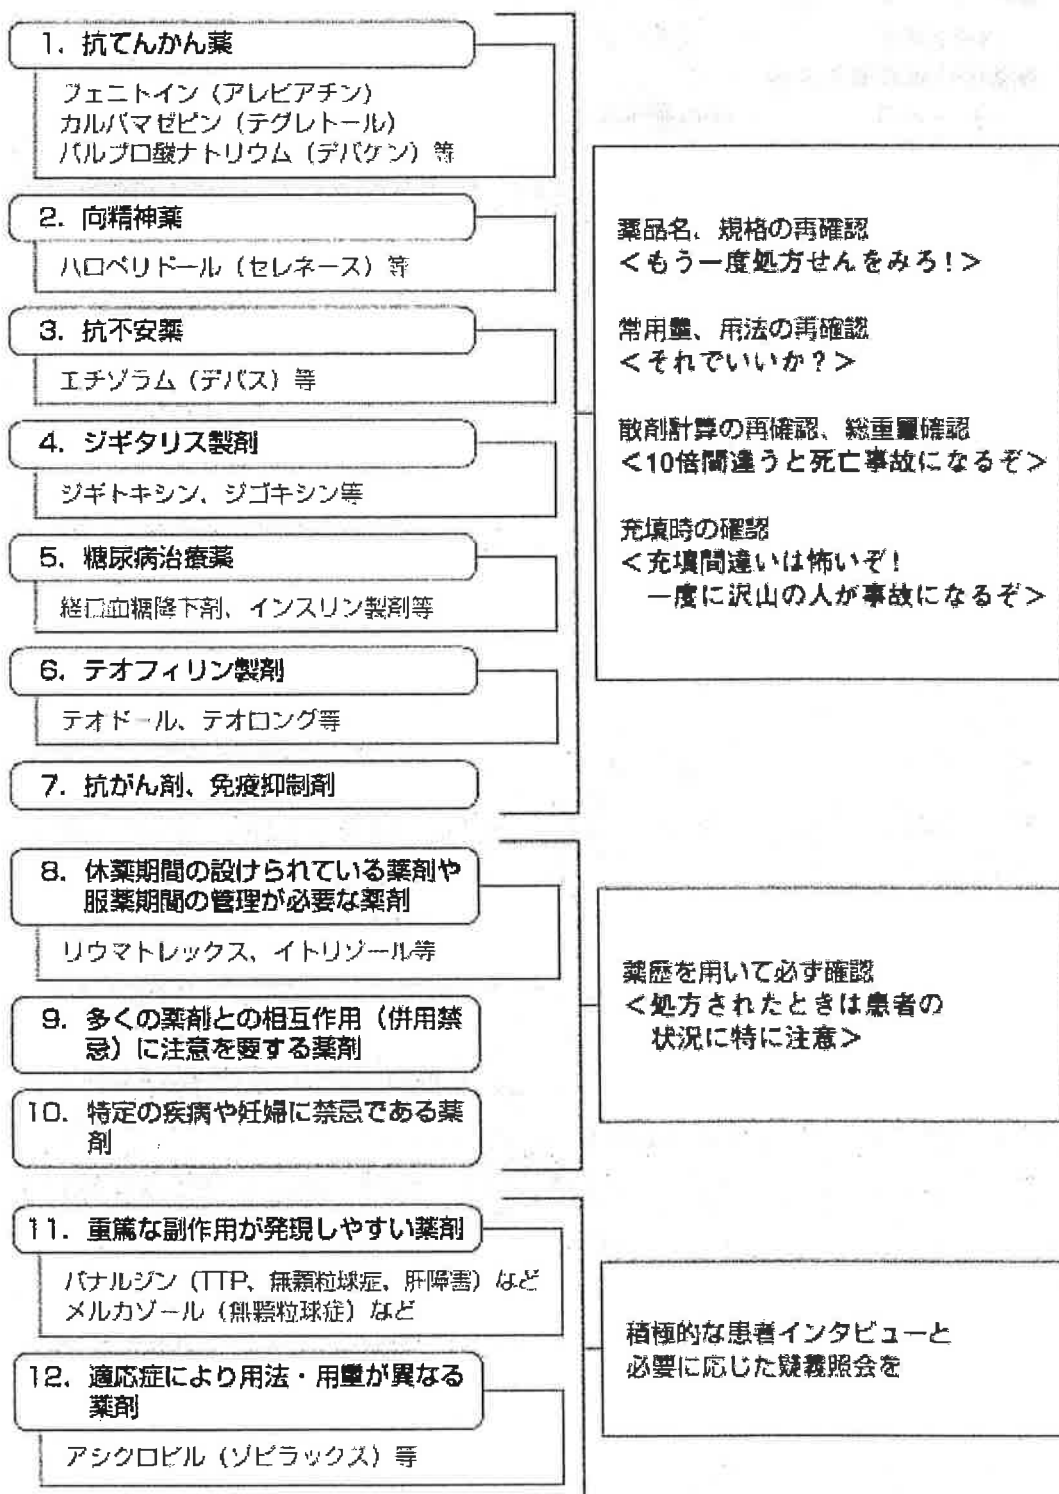 1. 抗てんかん薬
フェニトイン（アレビアチン）
カルバマゼピン（テグレトール）
バルプロ酸ナトリウム（デパケン）等
2. 向精神薬
ハロペリドール（セレネース）等
3. 抗不安薬
エチゾラム（デパス）等
4. ジギタリス製剤
ジギトキシン、ジゴキシン等
5. 糖尿病治療薬
経口血糖降下剤、インスリン製剤等
6. テオフィリン製剤
テオドール、テオロング等
7. 抗がん剤、免疫抑制剤
薬品名、規格の再確認
＜もう一度処方せんをみろ！＞
常用量、用法の再確認
＜それでいいか？＞
散剤計算の再確認、総重量確認
＜10倍間違うと死亡事故になるぞ＞
充填時の確認
＜充填間違いは怖いぞ！
一度に沢山の人が事故になるぞ＞
8. 休薬期間の設けられている薬剤や
服薬期間の管理が必要な薬剤
リウマトレックス、イトリゾール等
9. 多くの薬剤との相互作用（併用禁
忌）に注意を要する薬剤
10. 特定の疾病や妊婦に禁忌である薬
剤
薬歴を用いて必ず確認
＜処方されたときは患者の
状況に特に注意＞
11. 重篤な副作用が発現しやすい薬剤
パナルジン（TTP、無顆粒球症、肝障害）など
メルカゾール（無顆粒球症）など
12. 適応症により用法・用量が異なる
薬剤
アシクロビル（ゾビラックス）等
積極的な患者インタビューと
必要に応じた疑義照会を